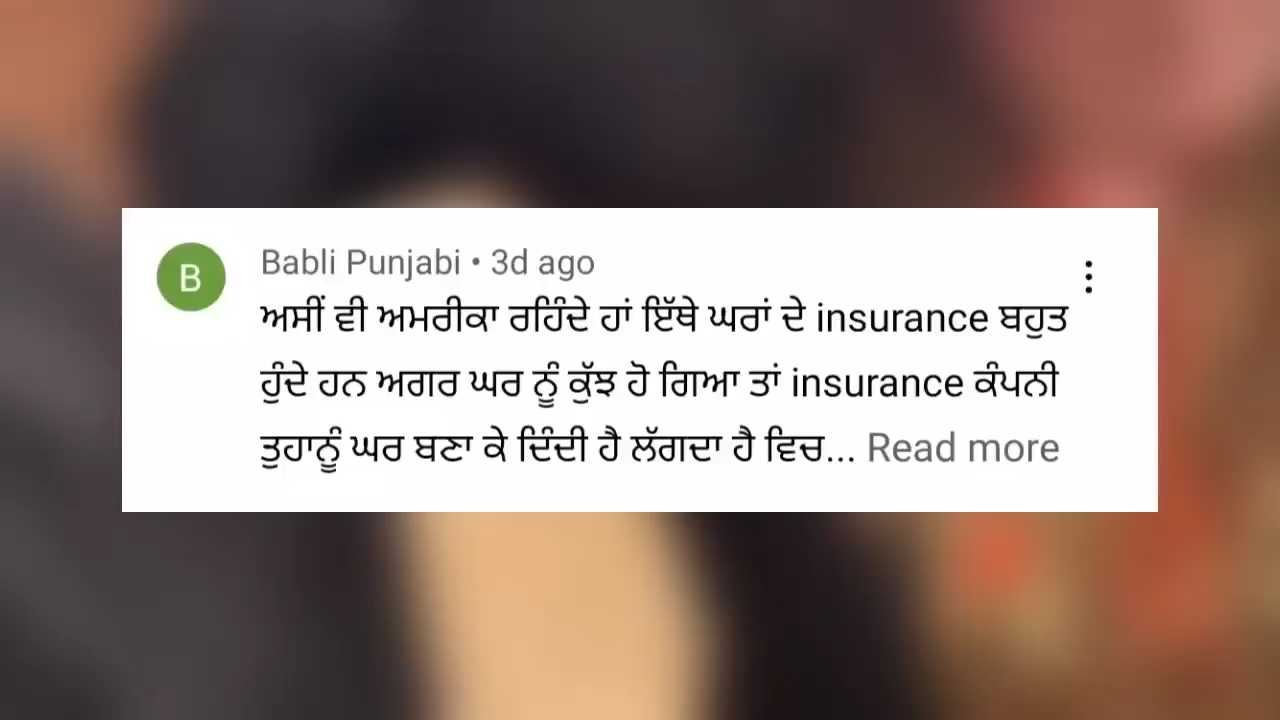 B
Babli Punjabi • 3d ago
ਅਸੀਂ ਵੀ ਅਮਰੀਕਾ ਰਹਿੰਦੇ ਹਾਂ ਇੱਥੇ ਘਰਾਂ ਦੇ insurance ਬਹੁਤ
ਹੁੰਦੇ ਹਨ ਅਗਰ ਘਰ ਨੂੰ ਕੁੱਝ ਹੋ ਗਿਆ ਤਾਂ insurance ਕੰਪਨੀ
ਤੁਹਾਨੂੰ ਘਰ ਬਣਾ ਕੇ ਦਿੰਦੀ ਹੈ ਲੱਗਦਾ ਹੈ ਵਿਚ... Read more